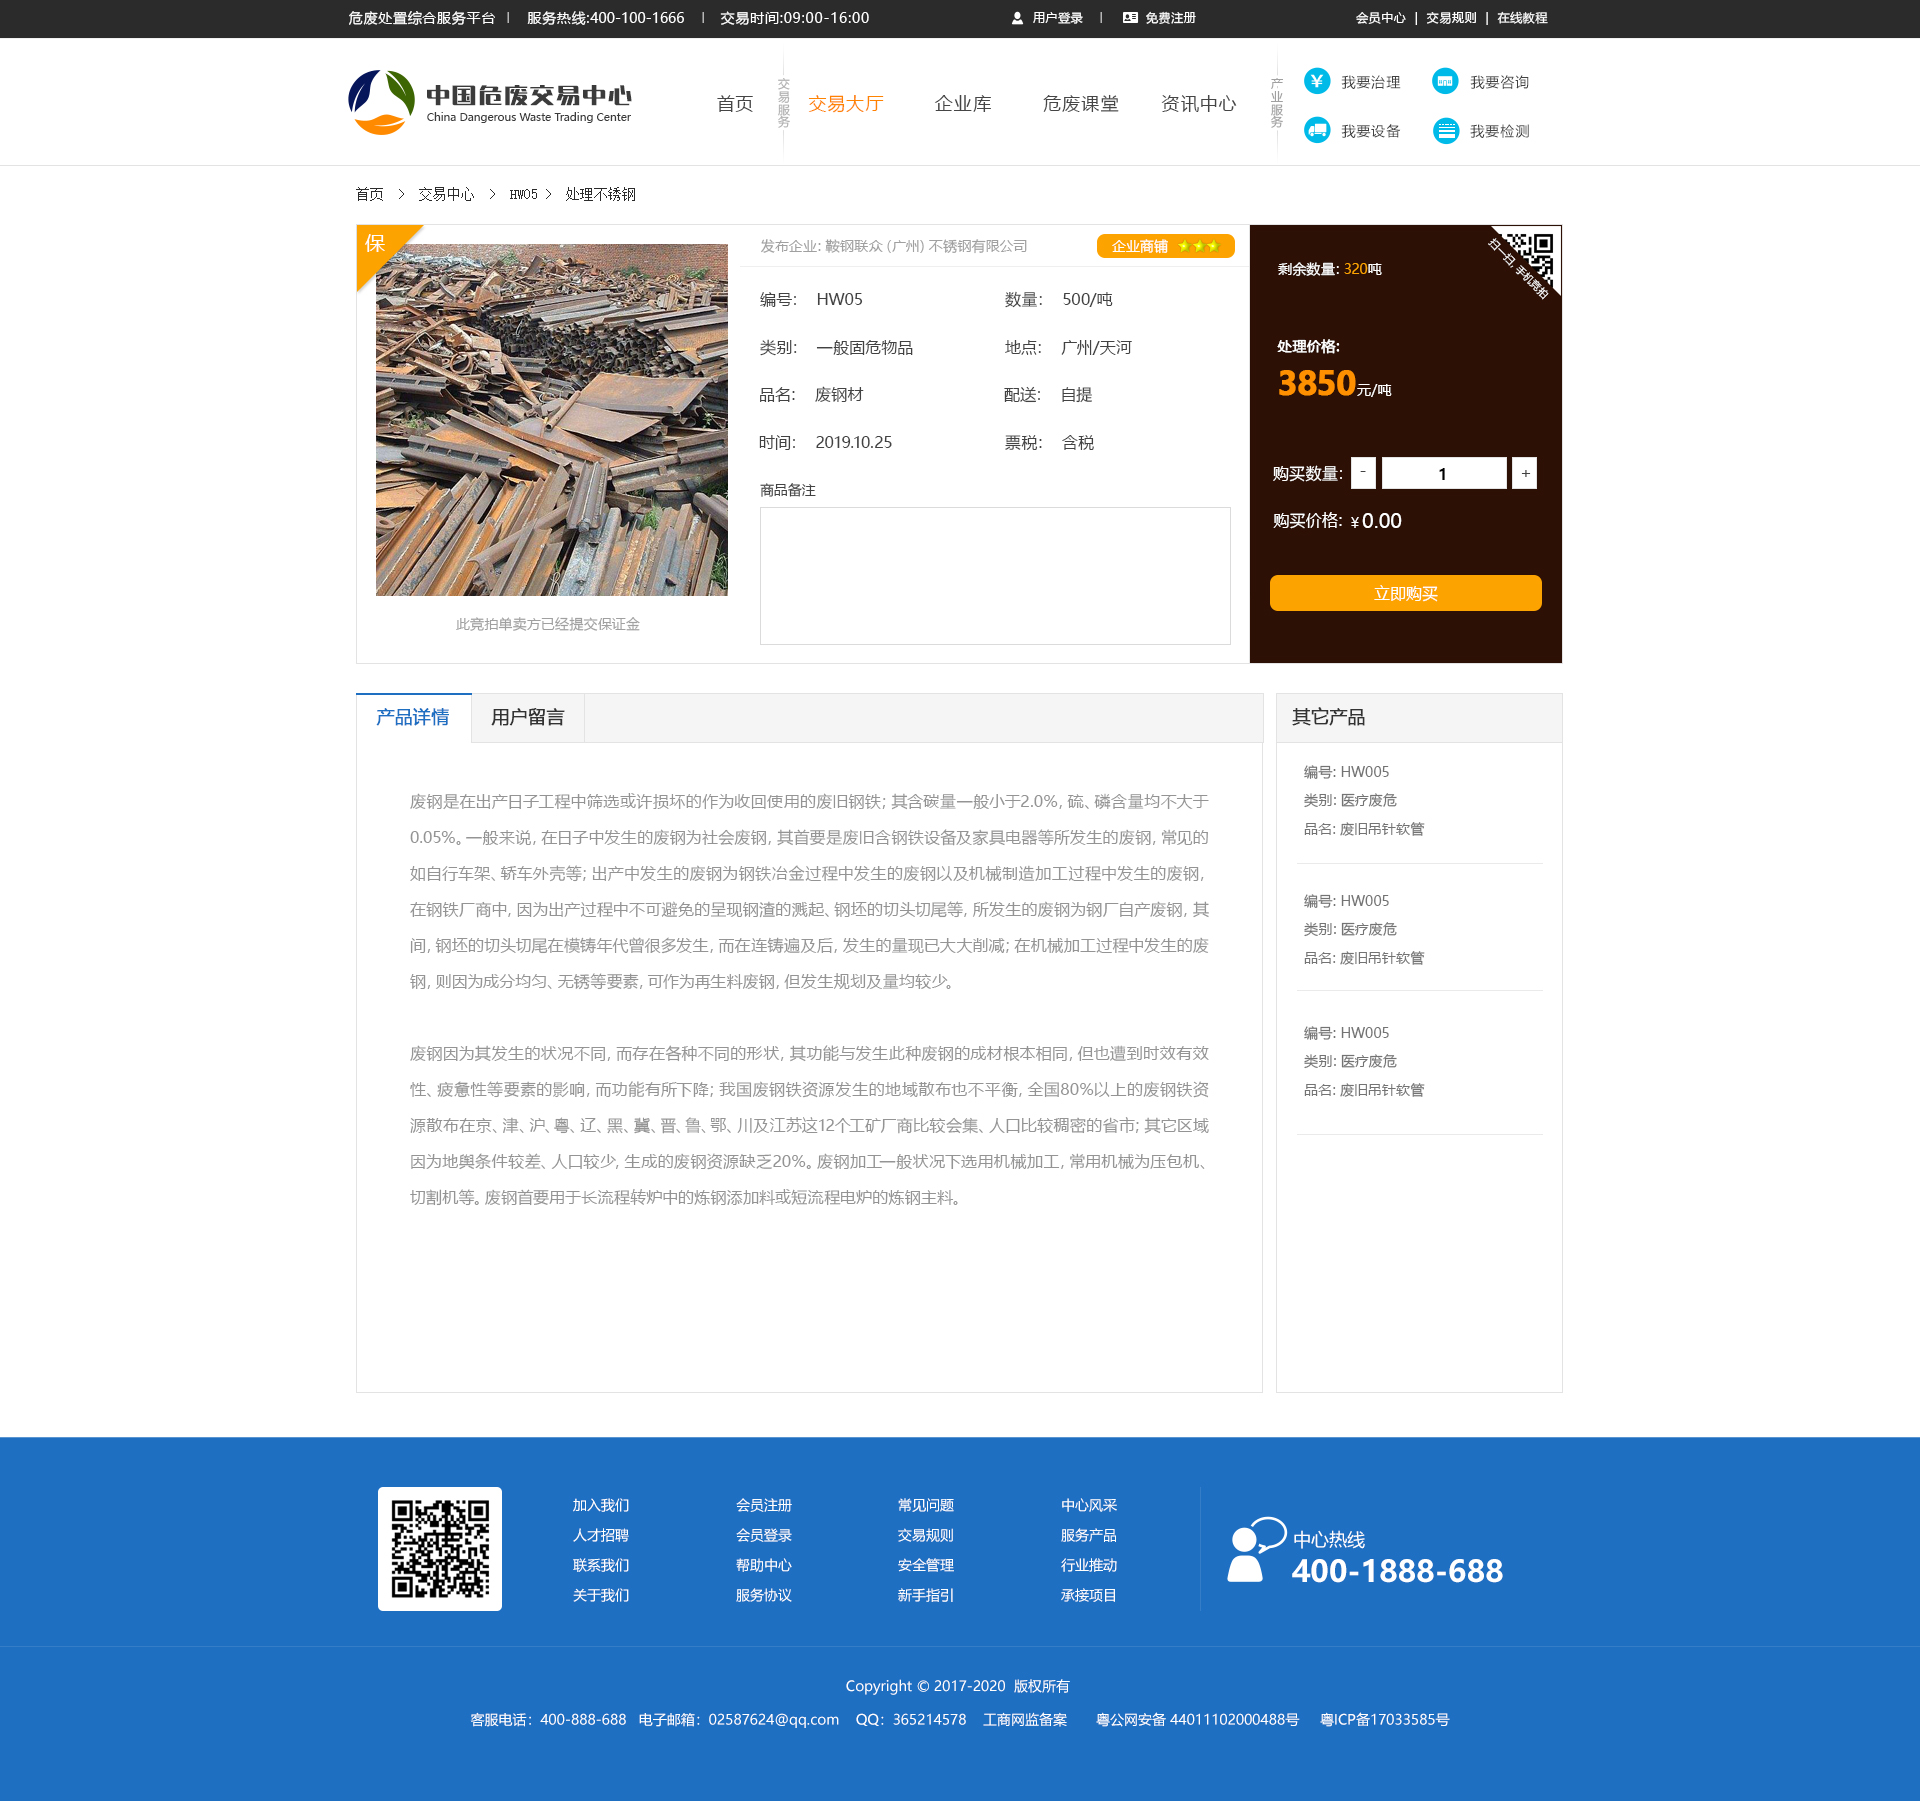 危废处置综合服务平台 | 服务热线:400-100-1666 | 交易时间:09:00-16:00 用户登录 | 免费注册 会员中心 | 交易规则 | 在线教程
中国危废交易中心
China Dangerous Waste Trading Center
首页 交易服务 交易大厅 企业库 危废课堂 资讯中心 产业服务
我要治理 我要咨询
我要设备 我要检测
首页 > 交易中心 > HW05 > 处理不锈钢
保
此竞拍单卖方已经提交保证金
发布企业: 鞍钢联众 (广州) 不锈钢有限公司 企业商铺
编号: HW05 数量: 500/吨
类别: 一般固危物品 地点: 广州/天河
品名: 废钢材 配送: 自提
时间: 2019.10.25 票税: 含税
商品备注
扫一扫, 手机竞拍
剩余数量: 320吨
处理价格:
3850元/吨
购买数量: - 1 +
购买价格: ¥ 0.00
立即购买
产品详情 用户留言
废钢是在出产日子工程中筛选或许损坏的作为收回使用的废旧钢铁; 其含碳量一般小于2.0%, 硫、磷含量均不大于
0.05%。一般来说, 在日子中发生的废钢为社会废钢, 其首要是废旧含钢铁设备及家具电器等所发生的废钢, 常见的
如自行车架、轿车外壳等; 出产中发生的废钢为钢铁冶金过程中发生的废钢以及机械制造加工过程中发生的废钢,
在钢铁厂商中, 因为出产过程中不可避免的呈现钢渣的溅起、钢坯的切头切尾等, 所发生的废钢为钢厂自产废钢, 其
间, 钢坯的切头切尾在模铸年代曾很多发生, 而在连铸遍及后, 发生的量现已大大削减; 在机械加工过程中发生的废
钢, 则因为成分均匀、无锈等要素, 可作为再生料废钢, 但发生规划及量均较少。
废钢因为其发生的状况不同, 而存在各种不同的形状, 其功能与发生此种废钢的成材根本相同, 但也遭到时效有效
性、疲惫性等要素的影响, 而功能有所下降; 我国废钢铁资源发生的地域散布也不平衡, 全国80%以上的废钢铁资
源散布在京、津、沪、粤、辽、黑、冀、晋、鲁、鄂、川及江苏这12个工矿厂商比较会集、人口比较稠密的省市; 其它区域
因为地舆条件较差、人口较少, 生成的废钢资源缺乏20%。废钢加工一般状况下选用机械加工, 常用机械为压包机、
切割机等。废钢首要用于长流程转炉中的炼钢添加料或短流程电炉的炼钢主料。
其它产品
编号: HW005
类别: 医疗废危
品名: 废旧吊针软管
编号: HW005
类别: 医疗废危
品名: 废旧吊针软管
编号: HW005
类别: 医疗废危
品名: 废旧吊针软管
加入我们 会员注册 常见问题 中心风采
人才招聘 会员登录 交易规则 服务产品
联系我们 帮助中心 安全管理 行业推动
关于我们 服务协议 新手指引 承接项目
中心热线
400-1888-688
Copyright © 2017-2020 版权所有
客服电话: 400-888-688 电子邮箱: 02587624@qq.com QQ: 365214578 工商网监备案 粤公网安备 44011102000488号 粤ICP备17033585号